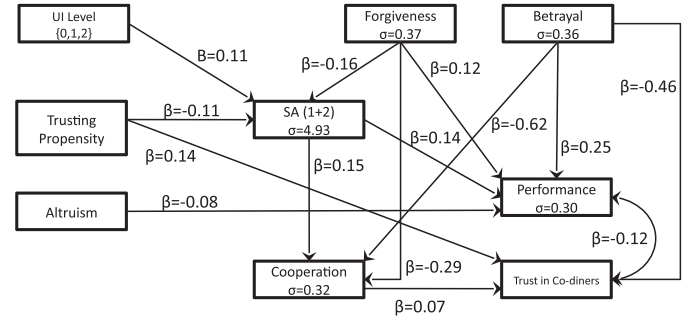 UI Level
{0,1,2}
Forgiveness
σ=0.37
Betrayal
σ=0.36
B=0.11
β=-0.16
β=0.12
β=-0.46
Trusting
Propensity
β=-0.11
SA (1+2)
σ=4.93
β=-0.62
β=0.14
β=0.14
β=0.15
β=0.25
Altruism
β=-0.08
Performance
σ=0.30
β=-0.12
Cooperation
σ=0.32
β=-0.29
Trust in Co-diners
β=0.07